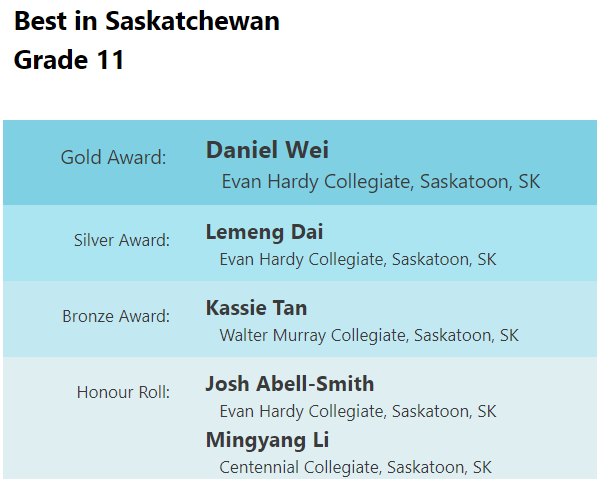 Best in Saskatchewan
Grade 11
Gold Award:
Daniel Wei
Evan Hardy Collegiate, Saskatoon, SK
Silver Award:
Lemeng Dai
Evan Hardy Collegiate, Saskatoon, SK
Bronze Award:
Kassie Tan
Walter Murray Collegiate, Saskatoon, SK
Honour Roll:
Josh Abell-Smith
Evan Hardy Collegiate, Saskatoon, SK
Mingyang Li
Centennial Collegiate, Saskatoon, SK